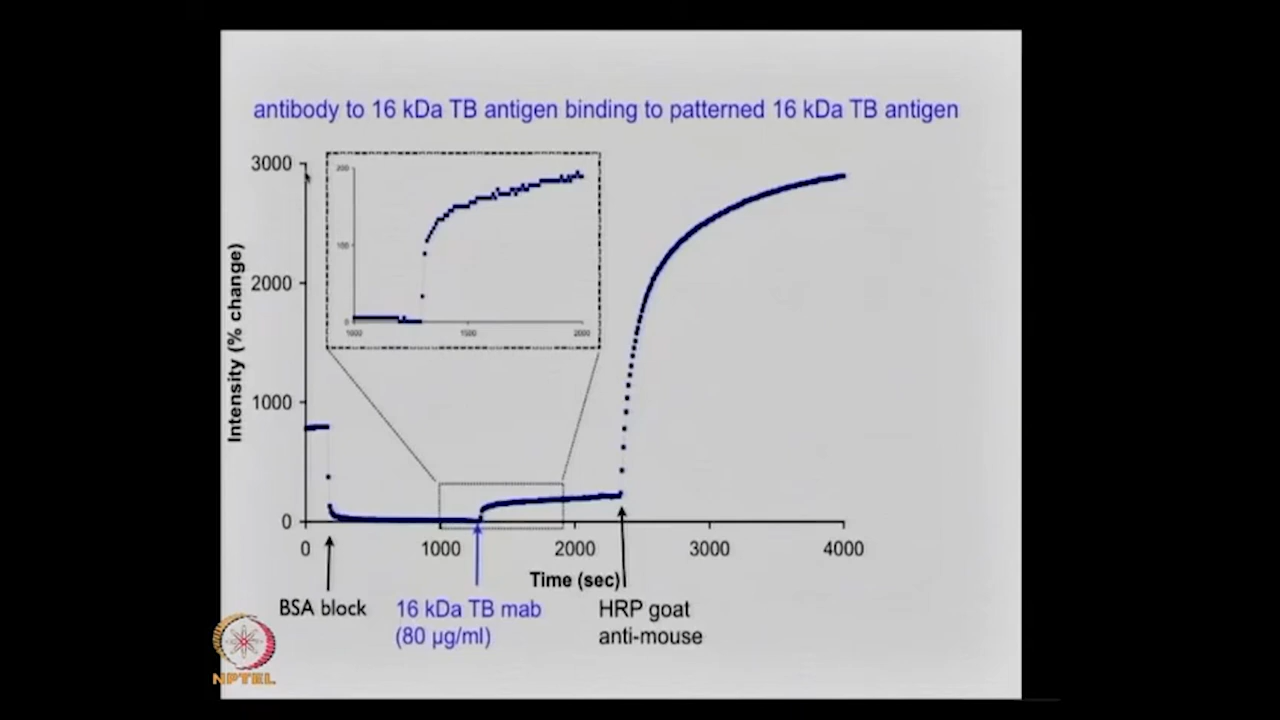 antibody to 16 kDa TB antigen binding to patterned 16 kDa TB antigen
3000
2000
1000
0
Intensity (% change)
200
100
0
1000 1500 2000
0 1000 2000 3000 4000
Time (sec)
BSA block
16 kDa TB mab
(80 µg/ml)
HRP goat
anti-mouse
NPTEL